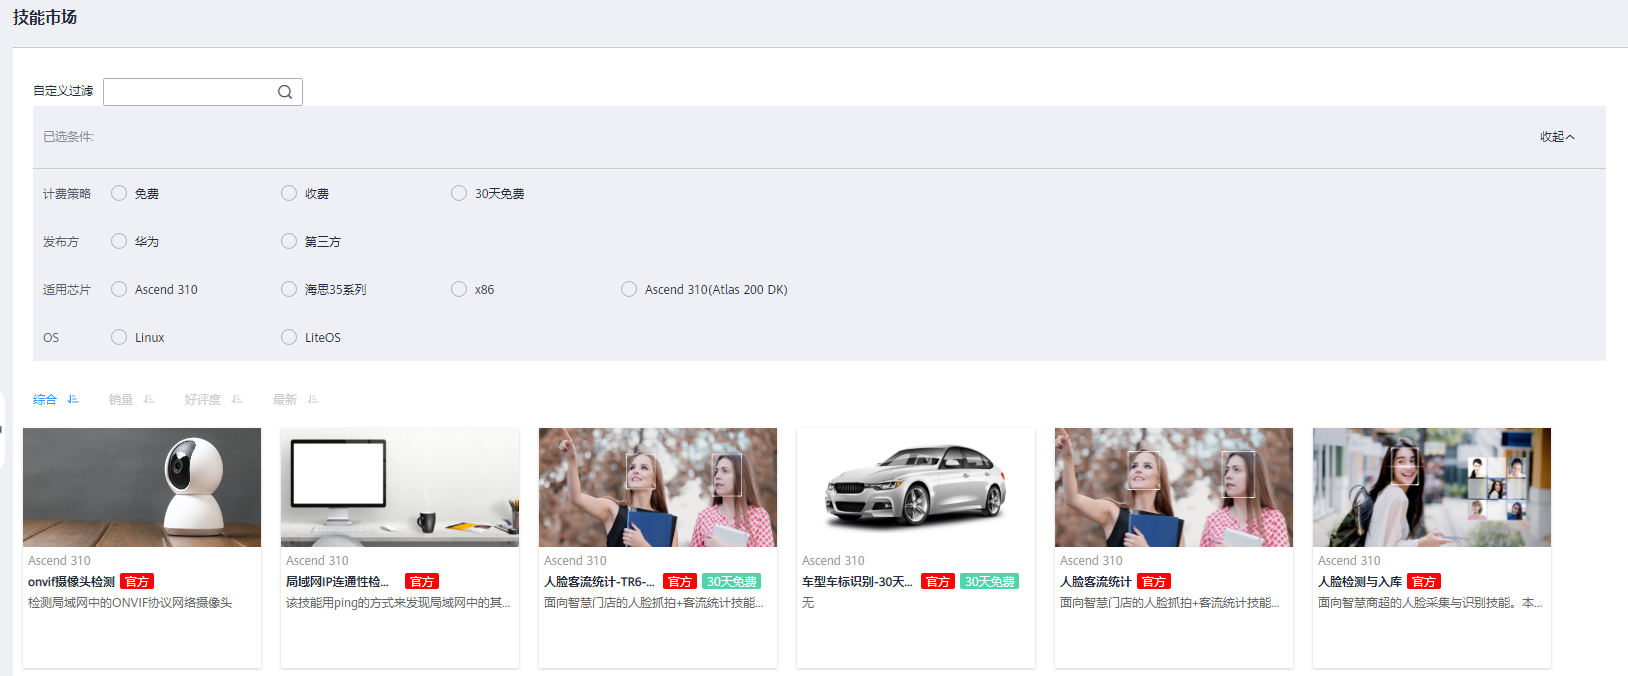 技能市场
自定义过滤
已选条件:
收起
计费策略 免费 收费 30天免费
发布方 华为 第三方
适用芯片 Ascend 310 海思35系列 x86 Ascend 310(Atlas 200 DK)
OS Linux LiteOS
综合 销量 好评度 最新
Ascend 310
onvif摄像头检测 官方
检测局域网中的ONVIF协议网络摄像头
Ascend 310
局域网IP连通性检... 官方
该技能用ping的方式来发现局域网中的其...
Ascend 310
人脸客流统计-TR6-... 官方 30天免费
面向智慧门店的人脸抓拍+客流统计技能...
Ascend 310
车型车标识别-30天... 官方 30天免费
无
Ascend 310
人脸客流统计 官方
面向智慧门店的人脸抓拍+客流统计技能...
Ascend 310
人脸检测与入库 官方
面向智慧商超的人脸采集与识别技能。本...